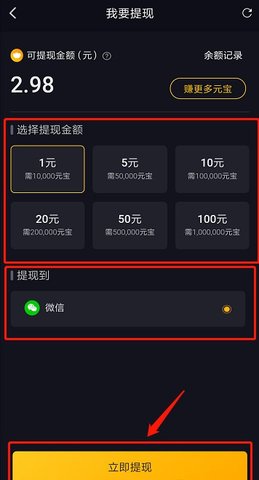 我要提现
可提现金额（元）
余额记录
2.98
赚更多元宝
选择提现金额
1元
5元
10元
需10,000元宝
需50,000元宝
需100,000元宝
20元
50元
100元
需200,000元宝
需500,000元宝
需1,000,000元宝
提现到
微信
立即提现